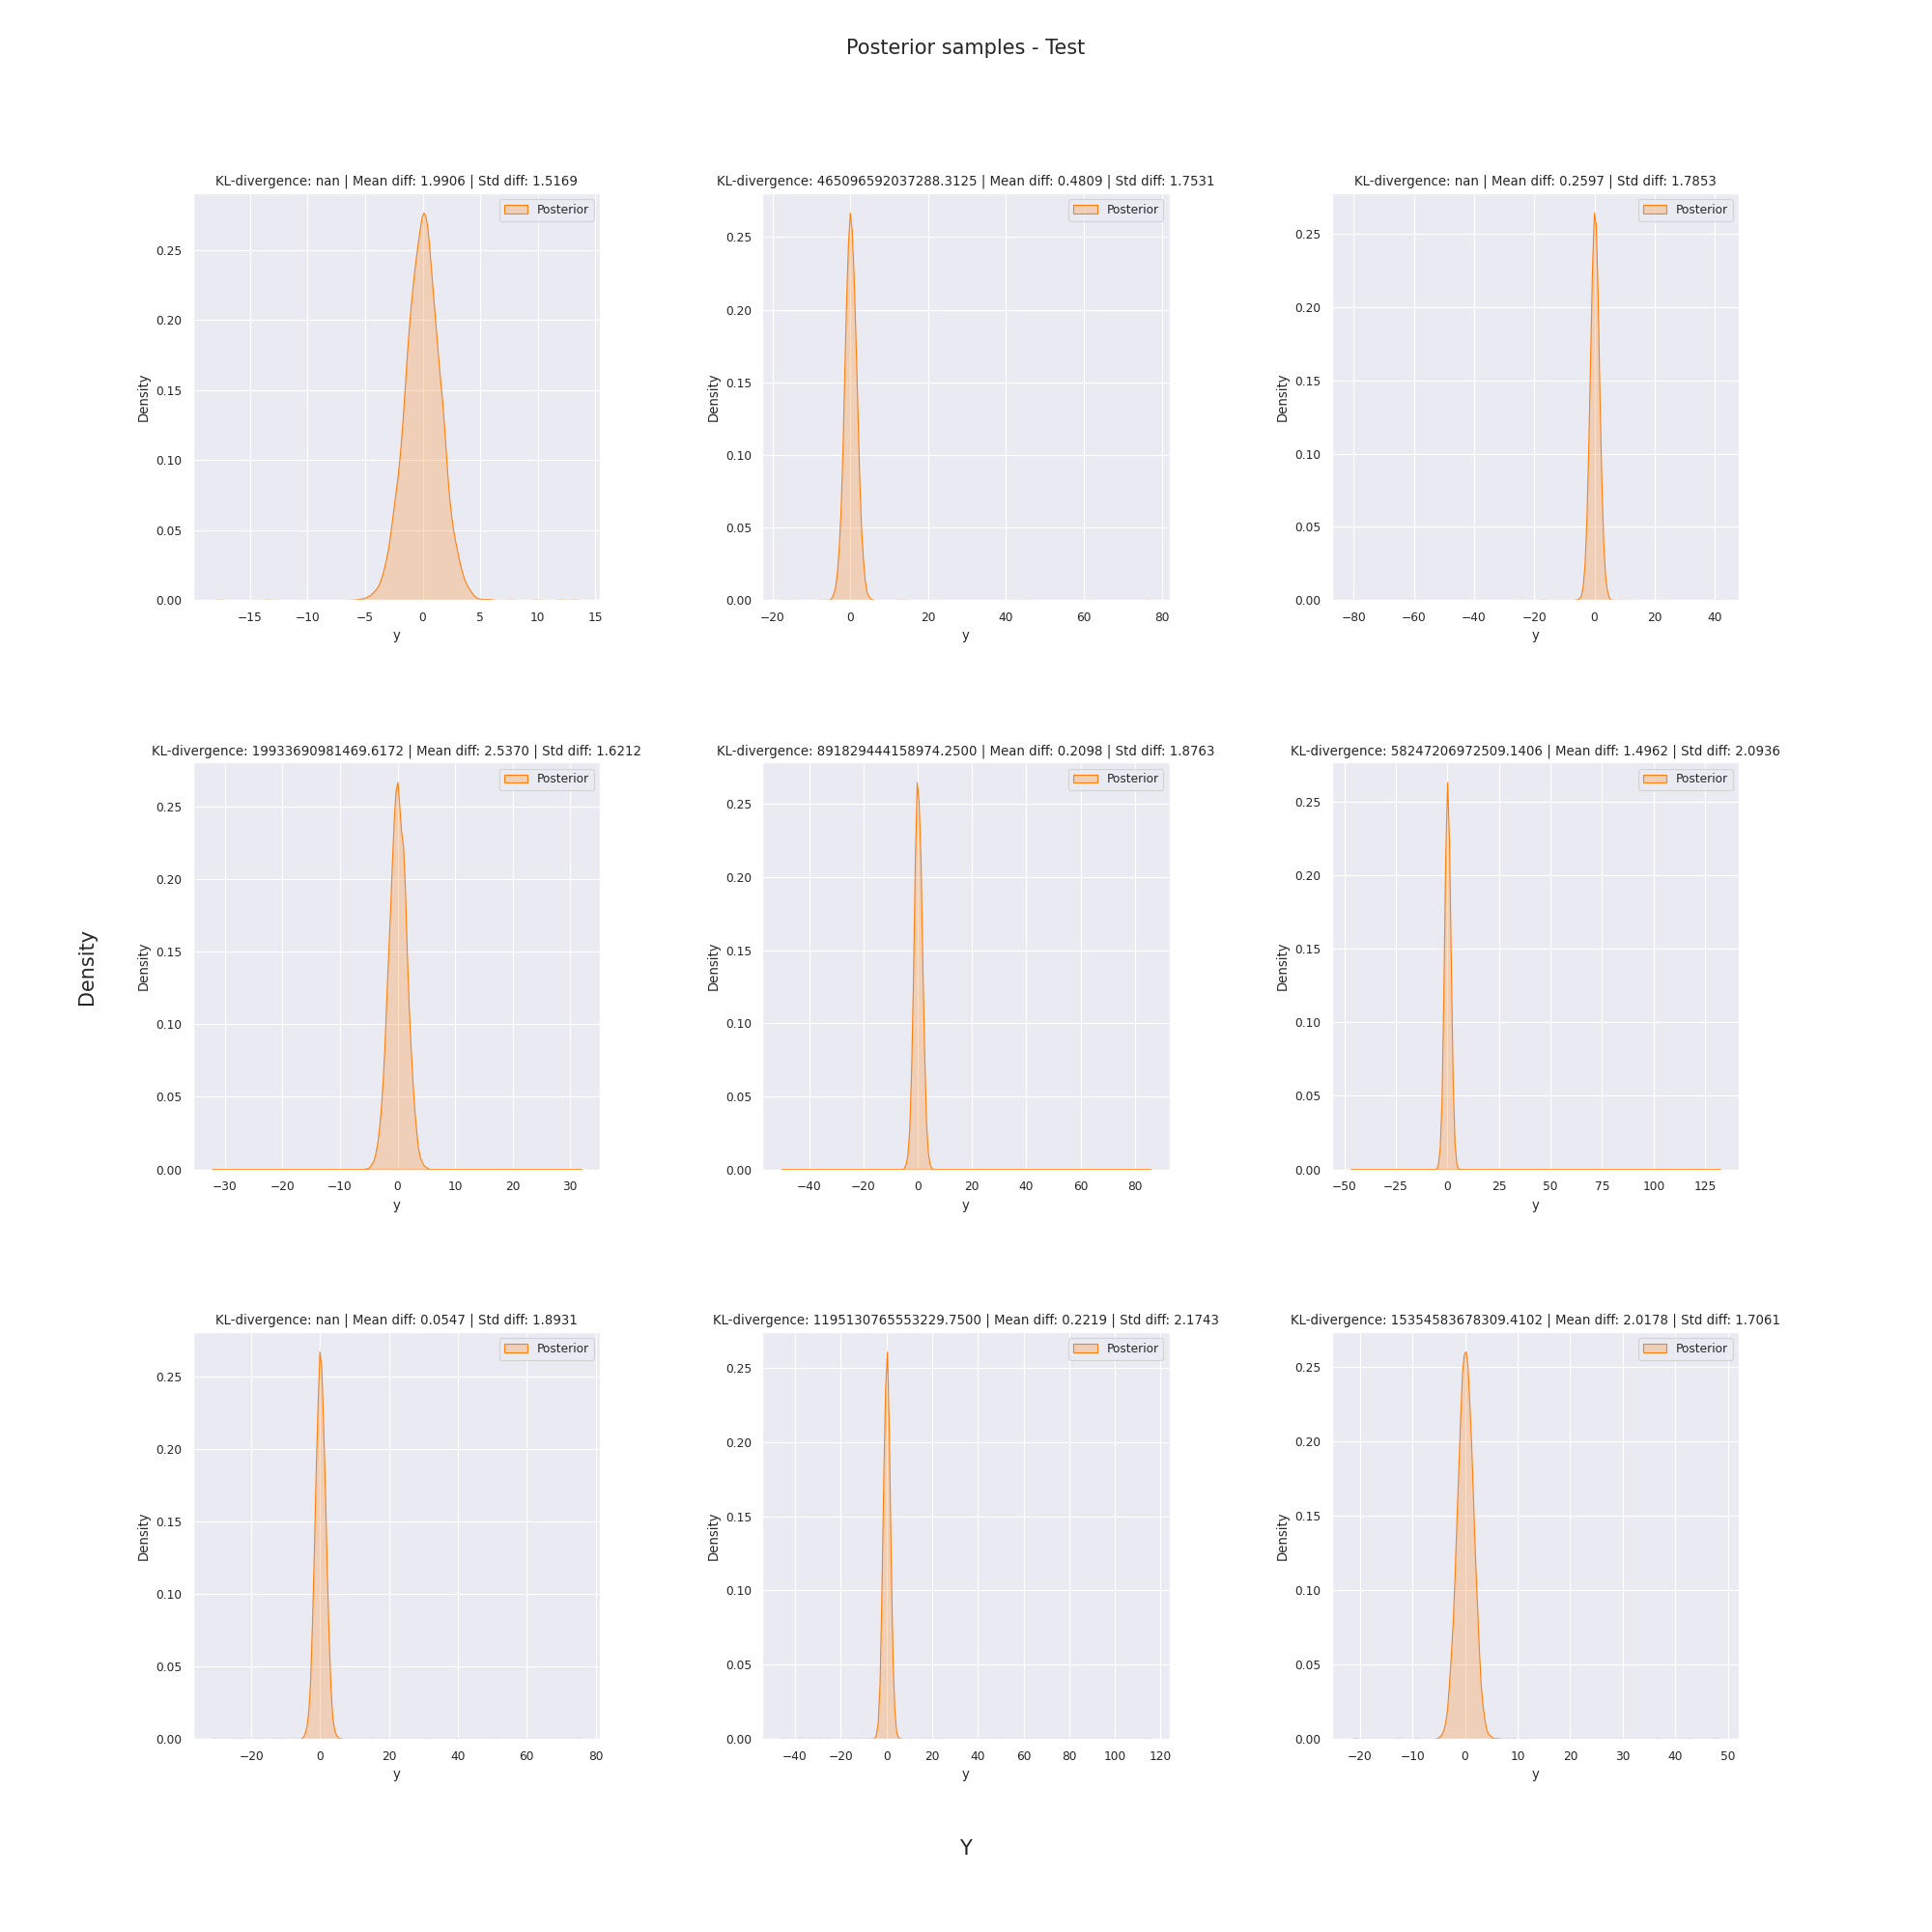 Posterior samples - Test
KL-divergence: nan | Mean diff: 1.9906 | Std diff: 1.5169
Posterior
0.25
0.20
0.15
0.10
0.05
0.00
Density
−15 −10 −5 0 5 10 15
y
KL-divergence: 465096592037288.3125 | Mean diff: 0.4809 | Std diff: 1.7531
Posterior
0.25
0.20
0.15
0.10
0.05
0.00
Density
−20 0 20 40 60 80
y
KL-divergence: nan | Mean diff: 0.2597 | Std diff: 1.7853
Posterior
0.25
0.20
0.15
0.10
0.05
0.00
Density
−80 −60 −40 −20 0 20 40
y
Density
KL-divergence: 19933690981469.6172 | Mean diff: 2.5370 | Std diff: 1.6212
Posterior
0.25
0.20
0.15
0.10
0.05
0.00
Density
−30 −20 −10 0 10 20 30
y
KL-divergence: 891829444158974.2500 | Mean diff: 0.2098 | Std diff: 1.8763
Posterior
0.25
0.20
0.15
0.10
0.05
0.00
Density
−40 −20 0 20 40 60 80
y
KL-divergence: 58247206972509.1406 | Mean diff: 1.4962 | Std diff: 2.0936
Posterior
0.25
0.20
0.15
0.10
0.05
0.00
Density
−50 −25 0 25 50 75 100 125
y
KL-divergence: nan | Mean diff: 0.0547 | Std diff: 1.8931
Posterior
0.25
0.20
0.15
0.10
0.05
0.00
Density
−20 0 20 40 60 80
y
KL-divergence: 1195130765553229.7500 | Mean diff: 0.2219 | Std diff: 2.1743
Posterior
0.25
0.20
0.15
0.10
0.05
0.00
Density
−40 −20 0 20 40 60 80 100 120
y
KL-divergence: 15354583678309.4102 | Mean diff: 2.0178 | Std diff: 1.7061
Posterior
0.25
0.20
0.15
0.10
0.05
0.00
Density
−20 −10 0 10 20 30 40 50
y
Y